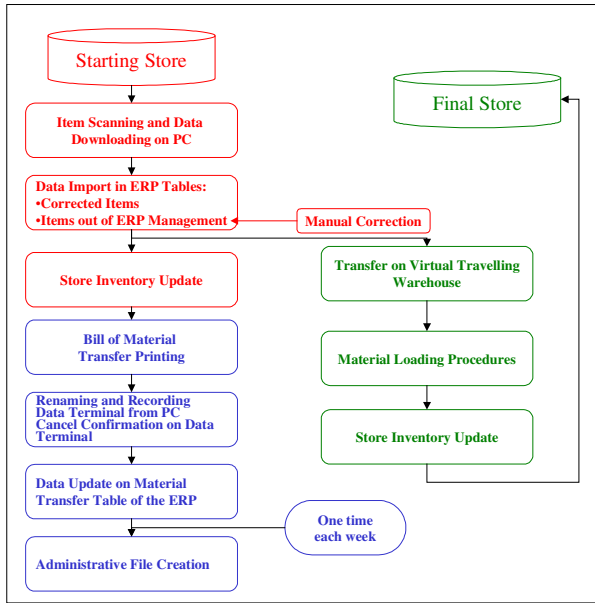 Starting Store
Final Store
Item Scanning and Data
Downloading on PC
Data Import in ERP Tables:
•Corrected Items
•Items out of ERP Management
Manual Correction
Store Inventory Update
Transfer on Virtual Travelling
Warehouse
Bill of Material
Transfer Printing
Material Loading Procedures
Renaming and Recording
Data Terminal from PC
Cancel Confirmation on Data
Terminal
Store Inventory Update
Data Update on Material
Transfer Table of the ERP
One time
each week
Administrative File Creation